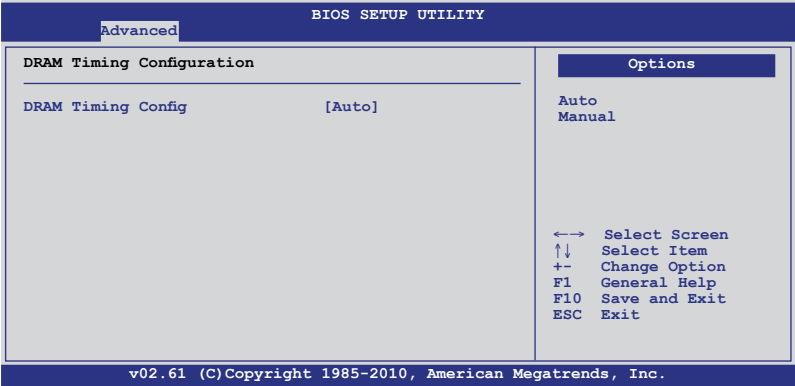 BIOS SETUP UTILITY
Advanced
DRAM Timing Configuration
DRAM Timing Config [Auto]
Options
Auto
Manual
←→ Select Screen
↑↓ Select Item
+- Change Option
F1 General Help
F10 Save and Exit
ESC Exit
v02.61 (C)Copyright 1985-2010, American Megatrends, Inc.